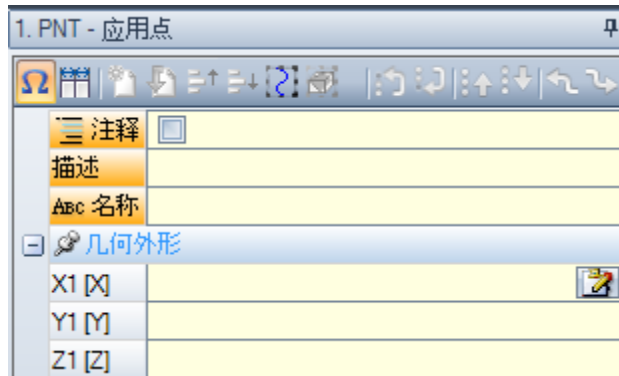 1. PNT - 应用点
注释
描述
ABC 名称
几何外形
X1 [X]
Y1 [Y]
Z1 [Z]